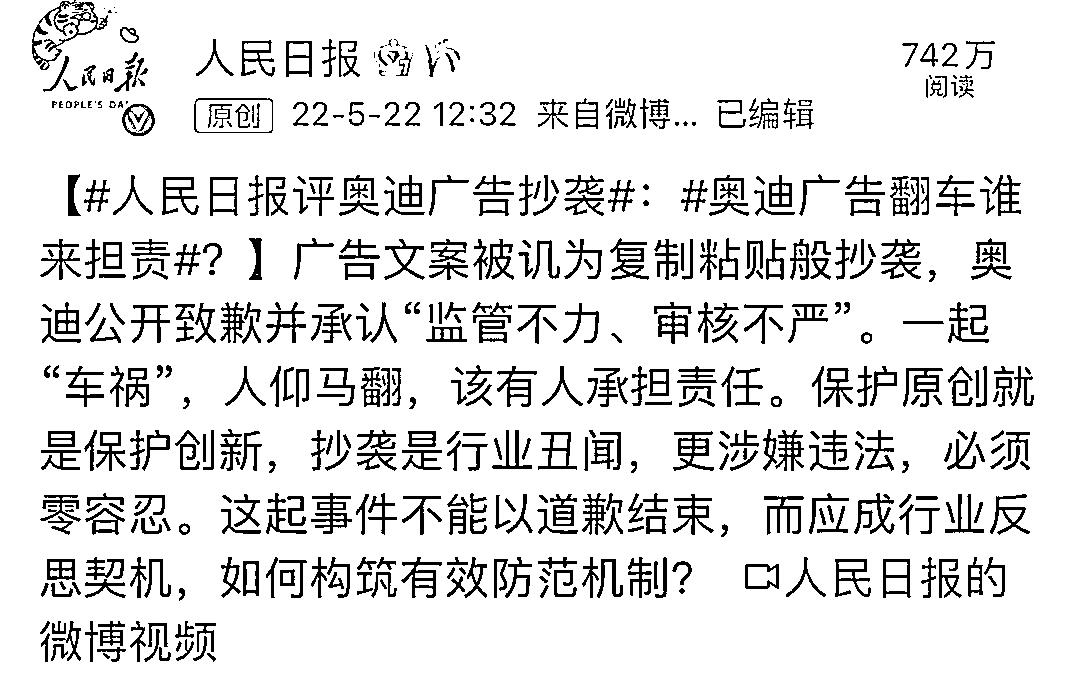 人民日报
PEOPLE'S DAI
人民日报
742万
阅读
原创 22-5-22 12:32 来自微博... 已编辑
【#人民日报评奥迪广告抄袭#：#奥迪广告翻车谁
来担责#？】广告文案被讥为复制粘贴般抄袭，奥
迪公开致歉并承认“监管不力、审核不严”。一起
“车祸”，人仰马翻，该有人承担责任。保护原创就
是保护创新，抄袭是行业丑闻，更涉嫌违法，必须
零容忍。这起事件不能以道歉结束，而应成行业反
思契机，如何构筑有效防范机制？ 人民日报的
微博视频